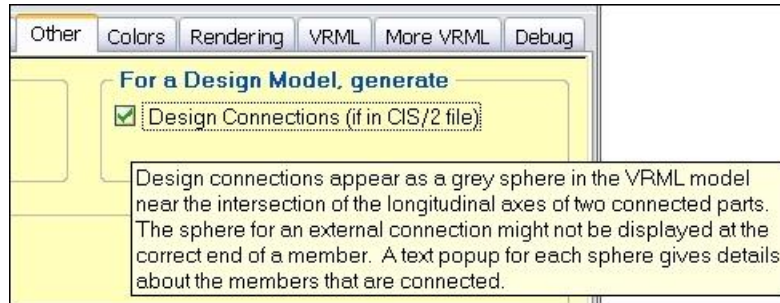 Other Colors Rendering VRML More VRML Debug
For a Design Model, generate
Design Connections (if in CIS/2 file)
Design connections appear as a grey sphere in the VRML model
near the intersection of the longitudinal axes of two connected parts.
The sphere for an external connection might not be displayed at the
correct end of a member.  A text popup for each sphere gives details
about the members that are connected.